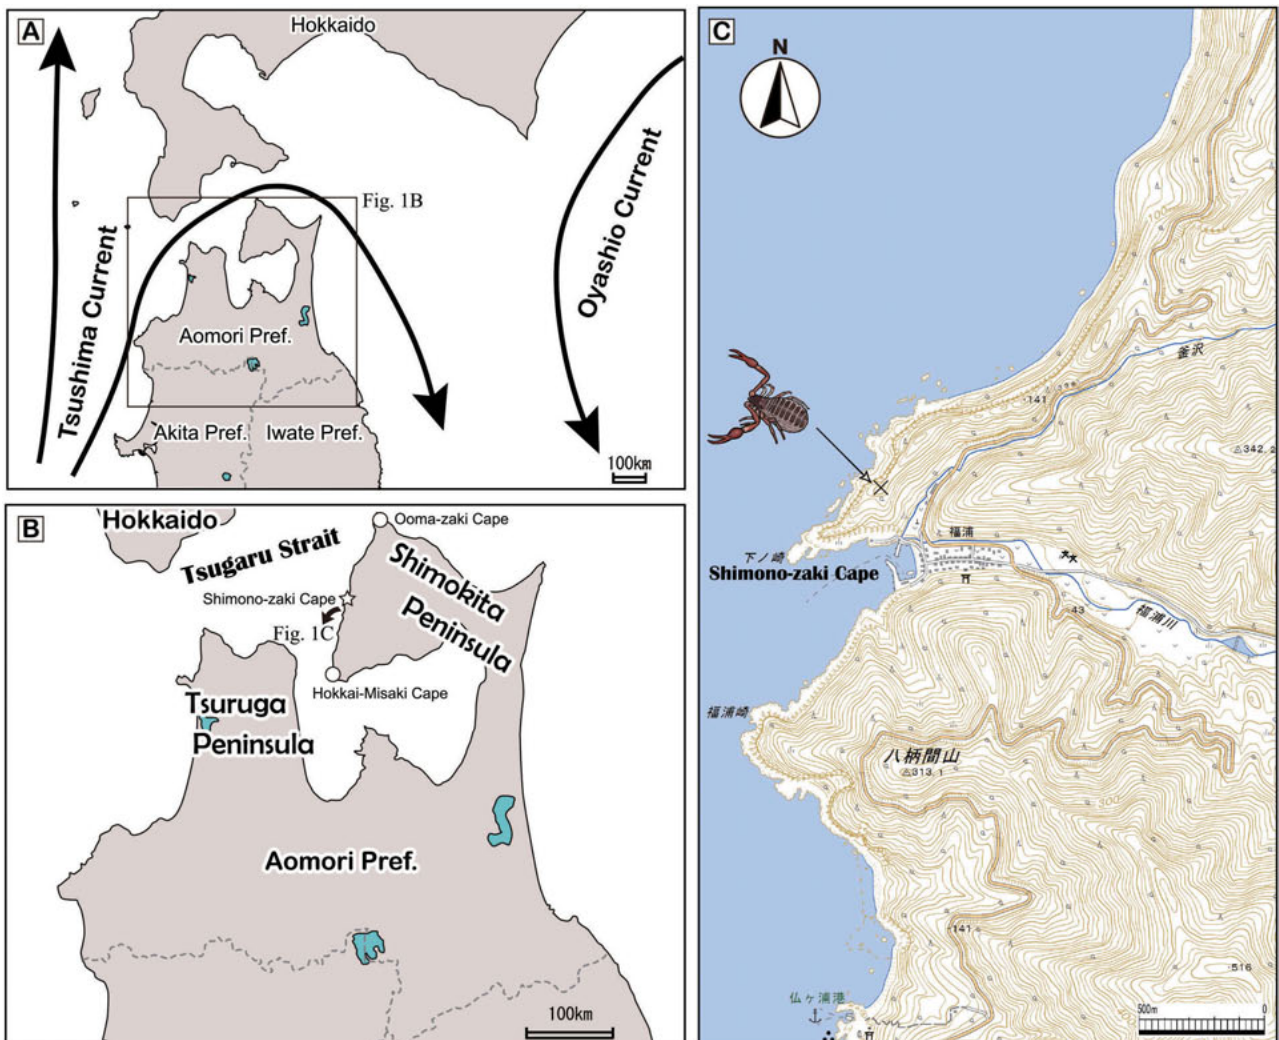 A
Hokkaido
Fig. 1B
Tsushima Current
Oyashio Current
Aomori Pref.
Akita Pref.
Iwate Pref.
100km
B
Hokkaido
Ooma-zaki Cape
Tsugaru Strait
Shimokita
Peninsula
Shimono-zaki Cape
Fig. 1C
Hokkai-Misaki Cape
Tsuruga
Peninsula
Aomori Pref.
100km
C
N
100
釜沢
·141
△342.2
福浦
下ノ崎
Shimono-zaki Cape
43
福浦川
福浦崎
八柄間山
△313.1
·141
·516
仏ヶ浦港
500m
0